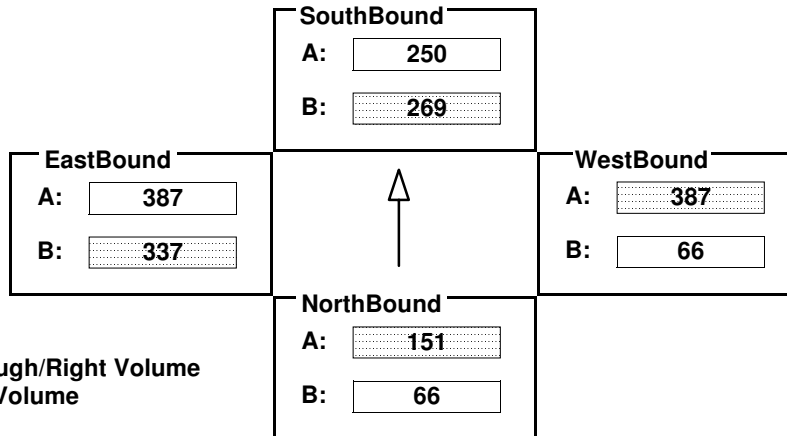 SouthBound
A: 250
B: 269
EastBound
A: 387
B: 337
WestBound
A: 387
B: 66
NorthBound
A: 151
B: 66
ugh/Right Volume
Volume